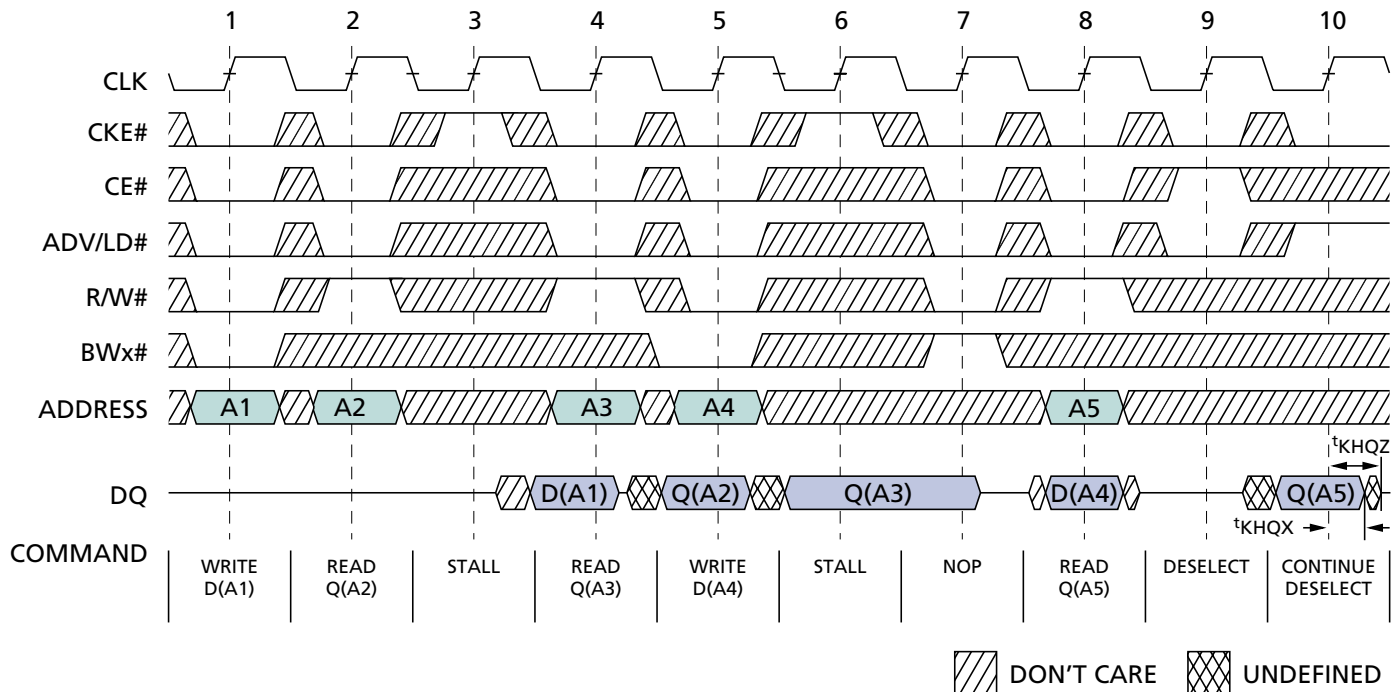 1 2 3 4 5 6 7 8 9 10
CLK
CKE#
CE#
ADV/LD#
R/W#
BWx#
ADDRESS A1 A2 A3 A4 A5
tKHQZ
DQ D(A1) Q(A2) Q(A3) D(A4) Q(A5)
tKHQX
COMMAND
WRITE READ STALL READ WRITE STALL NOP READ DESELECT CONTINUE
D(A1) Q(A2) Q(A3) D(A4) Q(A5) DESELECT
DON'T CARE UNDEFINED